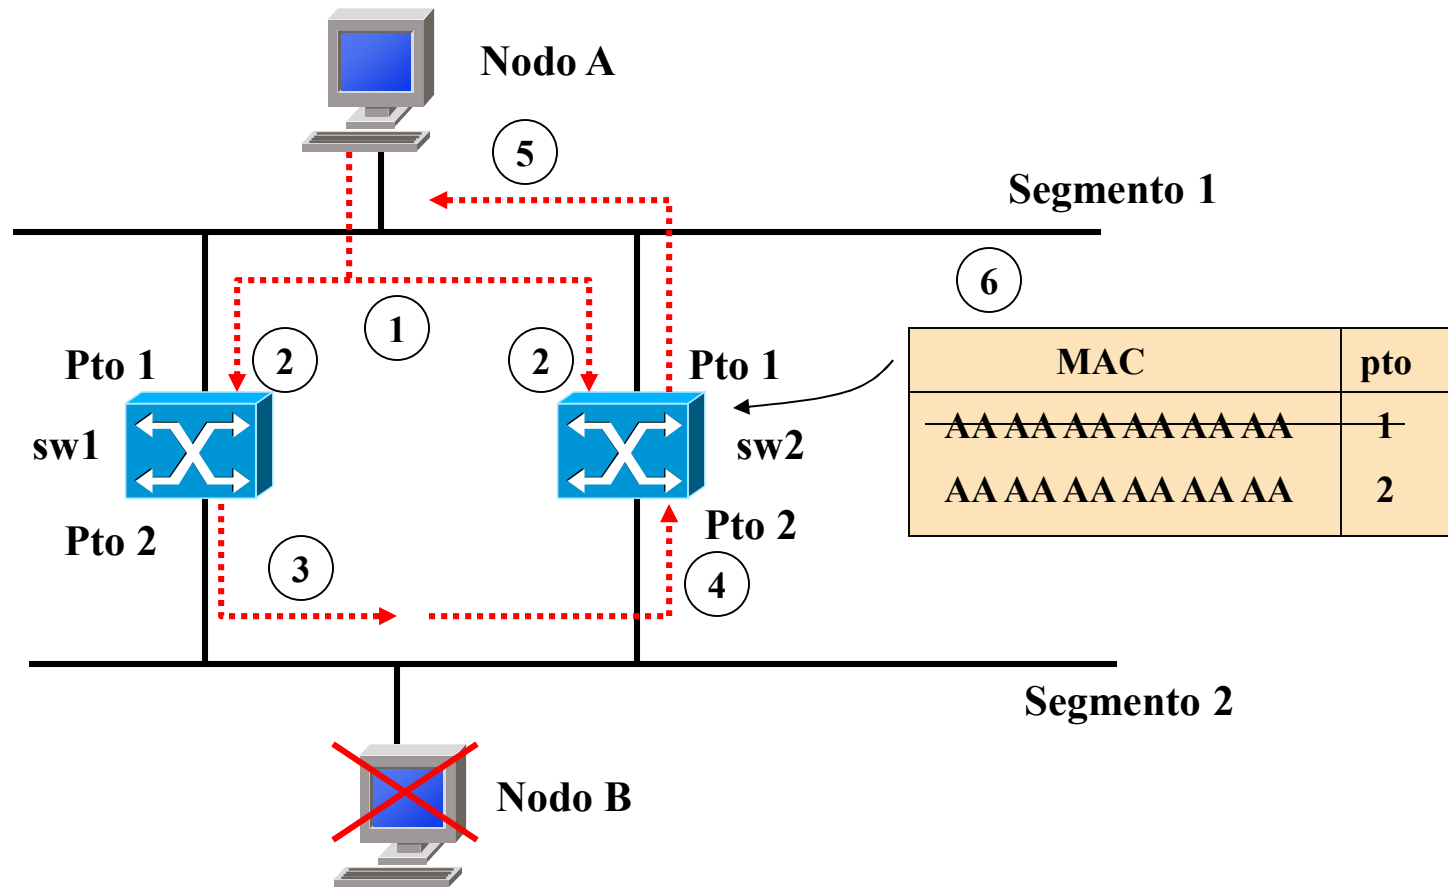 Nodo A
5
Segmento 1
6
1
2
2
Pto 1
Pto 1
MAC pto
AA AA AA AA AA AA 1
sw1
sw2
AA AA AA AA AA AA 2
Pto 2
Pto 2
3
4
Segmento 2
Nodo B